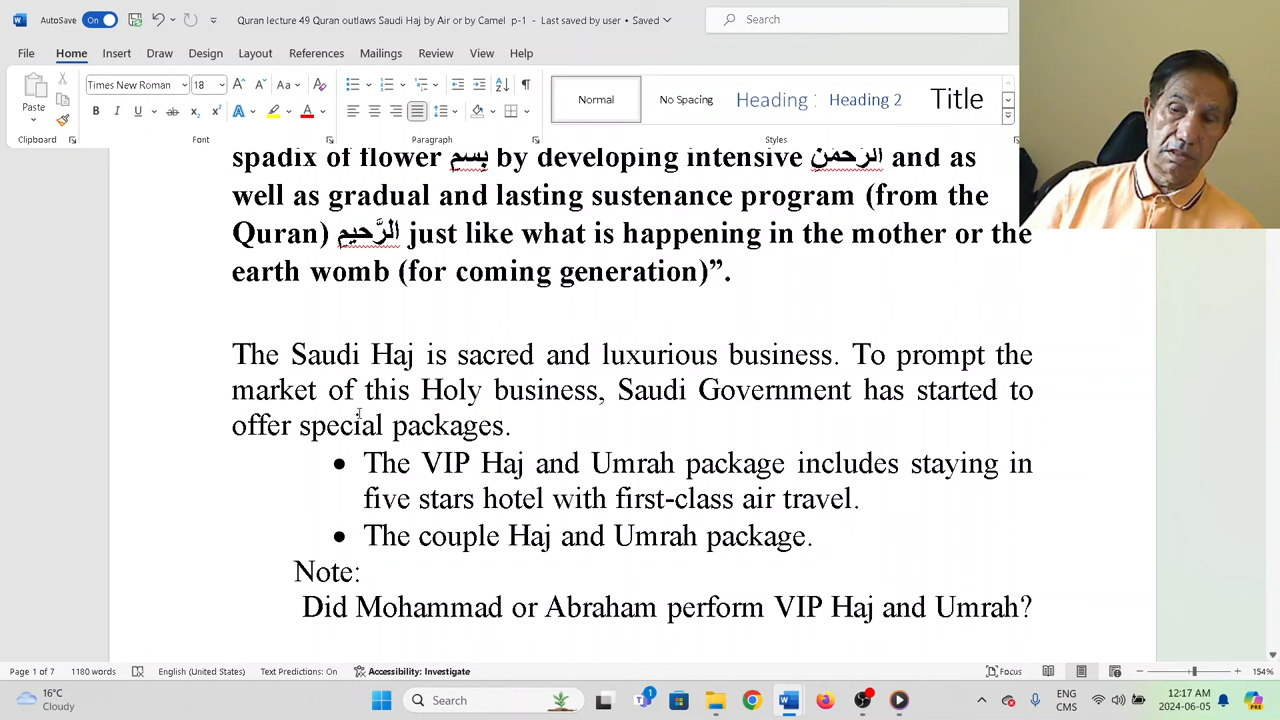 AutoSave On Quran lecture 49 Quran outlaws Saudi Haj by Air or by Camel p-1 - Last saved by user • Saved Search
File Home Insert Draw Design Layout References Mailings Review View Help
Paste Times New Roman 18 Aa Normal No Spacing Heading Heading 2 Title
B I U ab x₂ x² A A
Clipboard Font Paragraph Styles
spadix of flower بِسْمِ by developing intensive الرَّحْمَٰنِ and as
well as gradual and lasting sustenance program (from the
Quran) الرَّحِيمِ just like what is happening in the mother or the
earth womb (for coming generation)”.
The Saudi Haj is sacred and luxurious business. To prompt the
market of this Holy business, Saudi Government has started to
offer special packages.
• The VIP Haj and Umrah package includes staying in
five stars hotel with first-class air travel.
• The couple Haj and Umrah package.
Note:
Did Mohammad or Abraham perform VIP Haj and Umrah?
Page 1 of 7 1180 words English (United States) Text Predictions: On Accessibility: Investigate Focus 154%
16°C
Cloudy
Search
1
ENG
CMS
12:17 AM
2024-06-05
PRE